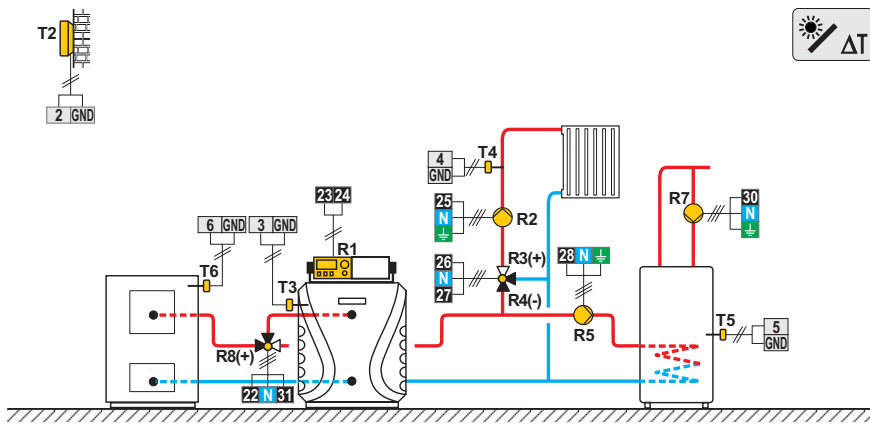 T2
ΔT
2 GND
T4
4
GND
R7
30
N
23 24
25
N
R2
6 GND
3 GND
R1
R3(+)
28 N
26
N
27
T6
T3
R4(-)
R5
T5
5
GND
R8(+)
22 N 31